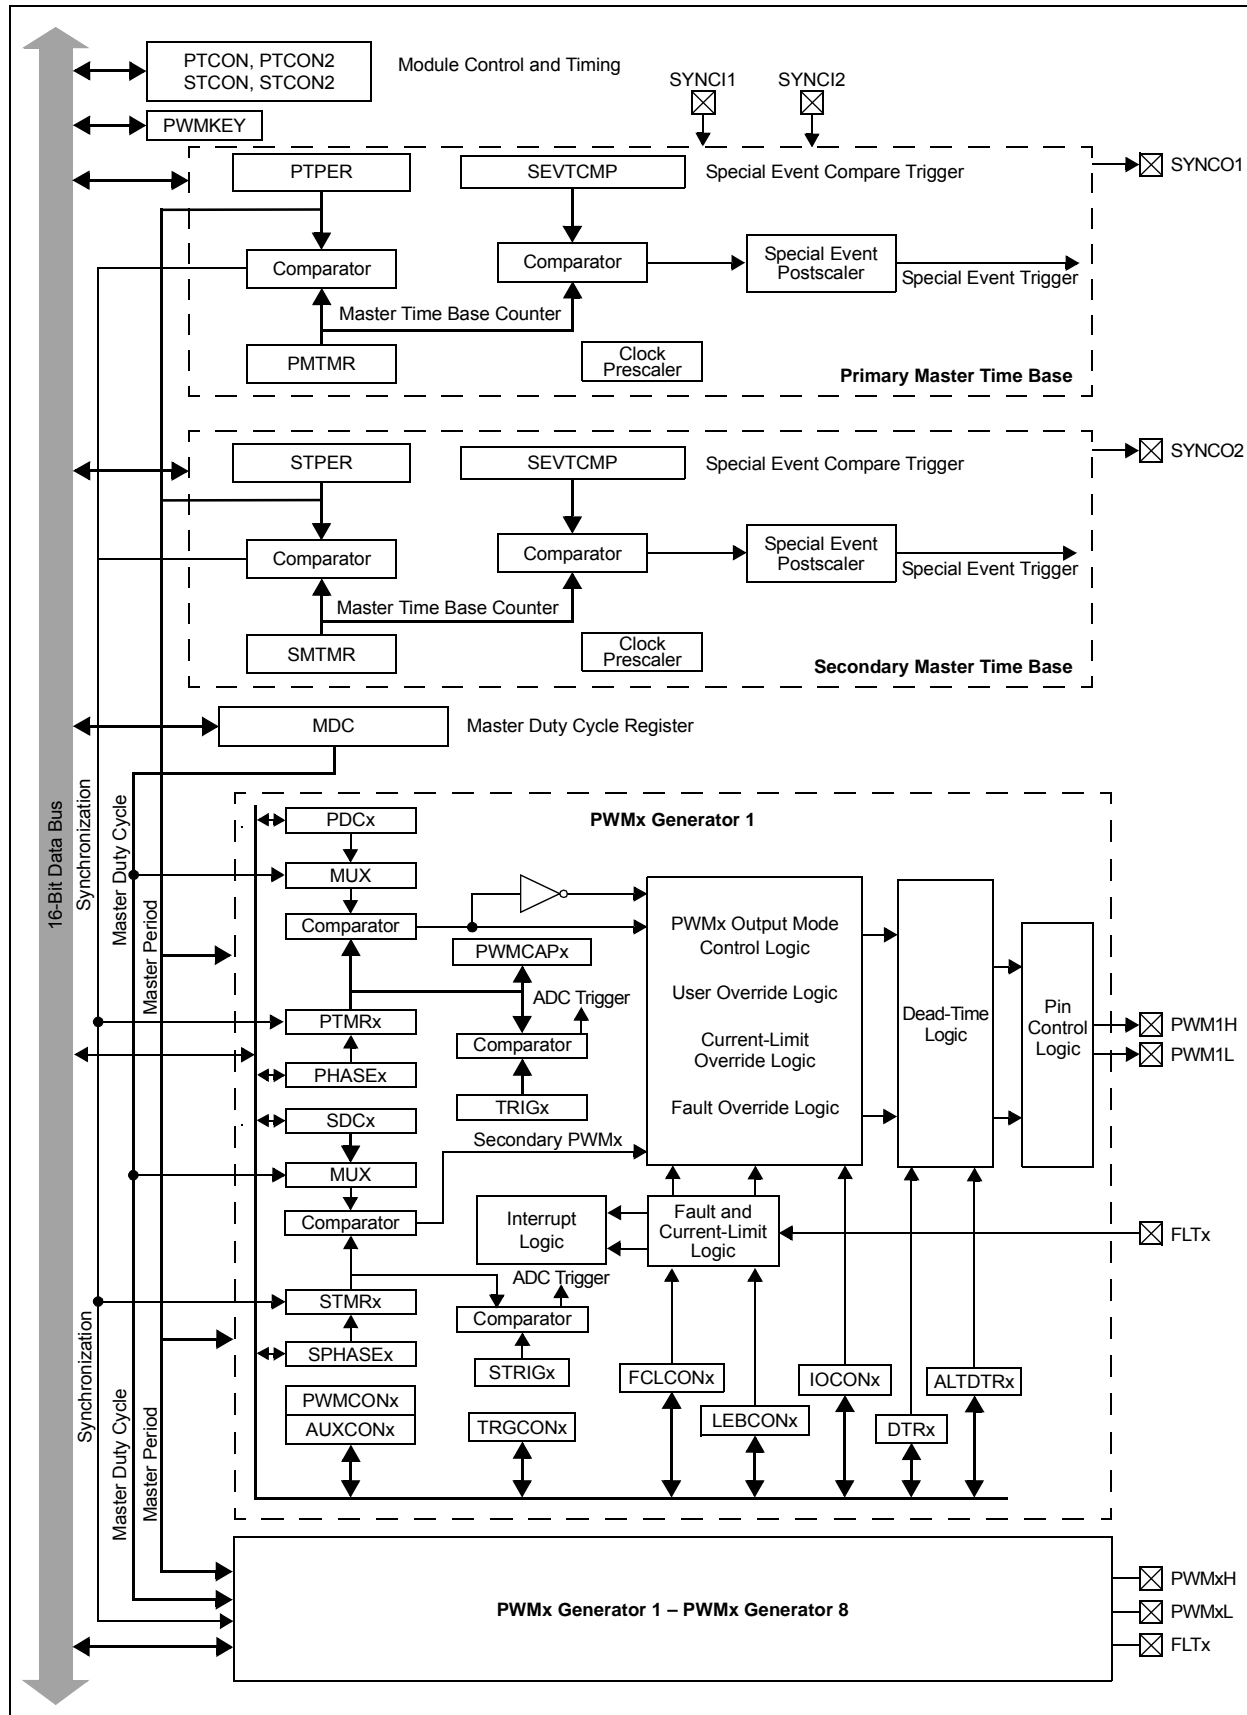 PTCON, PTCON2
STCON, STCON2
Module Control and Timing
SYNCI1
SYNCI2
PWMKEY
PTPER
SEVTCMP
Special Event Compare Trigger
SYNCO1
Comparator
Comparator
Special Event
Postscaler
Special Event Trigger
Master Time Base Counter
PMTMR
Clock
Prescaler
Primary Master Time Base
STPER
SEVTCMP
Special Event Compare Trigger
SYNCO2
Comparator
Comparator
Special Event
Postscaler
Special Event Trigger
Master Time Base Counter
SMTMR
Clock
Prescaler
Secondary Master Time Base
MDC
Master Duty Cycle Register
16-Bit Data Bus
Synchronization
Master Duty Cycle
Master Period
PWMx Generator 1
PDCx
MUX
Comparator
PWMCAPx
ADC Trigger
PTMRx
Comparator
PHASEx
TRIGx
SDCx
Secondary PWMx
MUX
Comparator
PWMx Output Mode
Control Logic
User Override Logic
Current-Limit
Override Logic
Fault Override Logic
Dead-Time
Logic
Pin
Control
Logic
PWM1H
PWM1L
Interrupt
Logic
Fault and
Current-Limit
Logic
FLTx
ADC Trigger
STMRx
Comparator
SPHASEx
STRIGx
FCLCONx
IOCONx
ALTDTRx
PWMCONx
AUXCONx
TRGCONx
LEBCONx
DTRx
Synchronization
Master Duty Cycle
Master Period
PWMx Generator 1 – PWMx Generator 8
PWMxH
PWMxL
FLTx